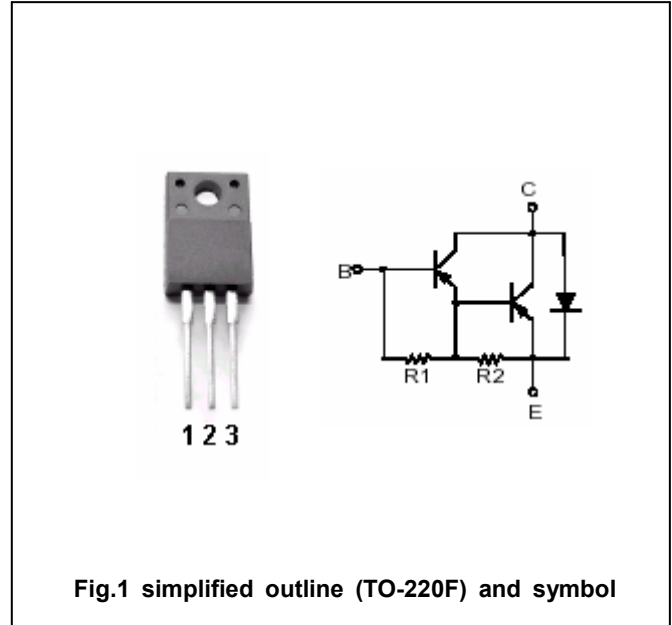 C
B
R1 R2
E
1 2 3
Fig.1 simplified outline (TO-220F) and symbol